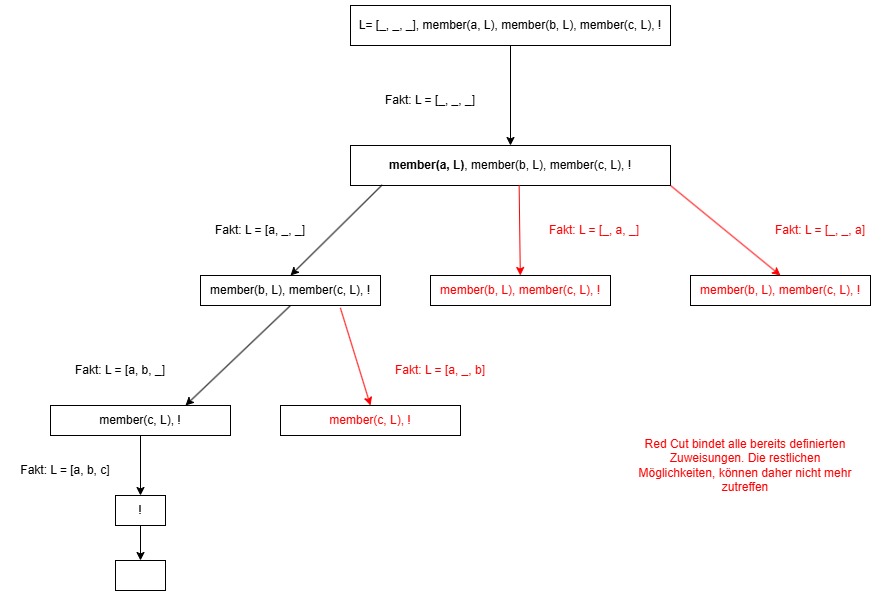 L= [_, _, _], member(a, L), member(b, L), member(c, L), !
Fakt: L = [_, _, _]
member(a, L), member(b, L), member(c, L), !
Fakt: L = [a, _, _]
Fakt: L = [_, a, _]
Fakt: L = [_, _, a]
member(b, L), member(c, L), !
member(b, L), member(c, L), !
member(b, L), member(c, L), !
Fakt: L = [a, b, _]
Fakt: L = [a, _, b]
member(c, L), !
member(c, L), !
Fakt: L = [a, b, c]
!
Red Cut bindet alle bereits definierten
Zuweisungen. Die restlichen
Möglichkeiten, können daher nicht mehr
zutreffen